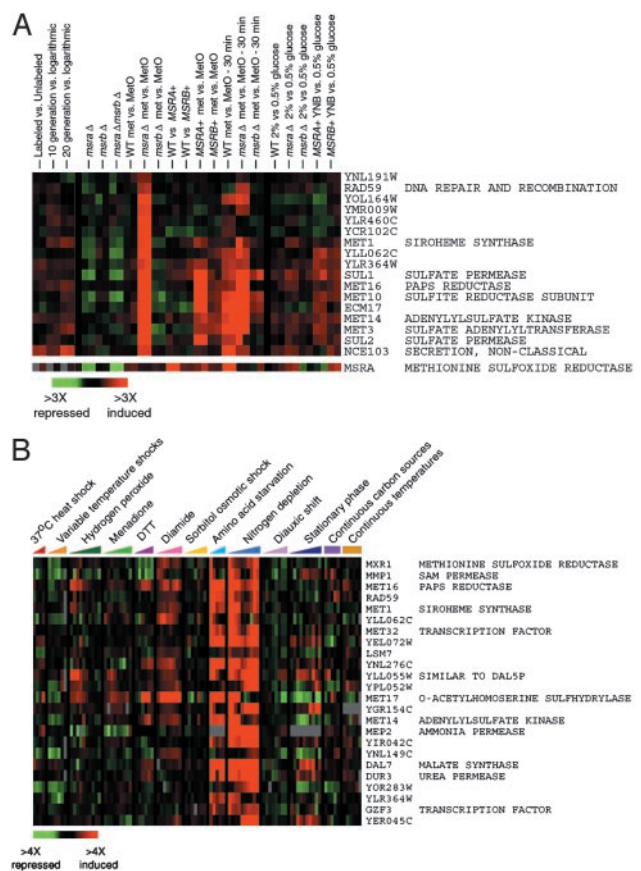 A
Labeled vs. Unlabeled
10 generation vs. logarithmic
20 generation vs. logarithmic
msra Δ
msrb Δ
msra Δmsrb Δ
WT met vs. MetO
msra Δ met vs. MetO
msrb Δ met vs. MetO
WT vs MSRA+
WT vs MSRB+
MSRA+ met vs. MetO
MSRB+ met vs. MetO
WT met vs. MetO - 30 min
msra Δ met vs. MetO - 30 min
msrb Δ met vs. MetO - 30 min
WT 2% vs 0.5% glucose
msra Δ 2% vs 0.5% glucose
msrb Δ 2% vs 0.5% glucose
MSRA+ YNB vs. 0.5% glucose
MSRB+ YNB vs. 0.5% glucose
YNL191W
RAD59 DNA REPAIR AND RECOMBINATION
YOL164W
YMR009W
YLR460C
YCR102C
MET1 SIROHEME SYNTHASE
YLL062C
YLR364W
SUL1 SULFATE PERMEASE
MET16 PAPS REDUCTASE
MET10 SULFITE REDUCTASE SUBUNIT
ECM17
MET14 ADENYLYLSULFATE KINASE
MET3 SULFATE ADENYLYLTRANSFERASE
SUL2 SULFATE PERMEASE
NCE103 SECRETION, NON-CLASSICAL
MSRA METHIONINE SULFOXIDE REDUCTASE
>3X repressed
>3X induced
B
37°C heat shock
Variable temperature shocks
Hydrogen peroxide
Menadione
DTT
Diamide
Sorbitol osmotic shock
Amino acid starvation
Nitrogen depletion
Diauxic shift
Stationary phase
Continuous carbon sources
Continuous temperatures
MXR1 METHIONINE SULFOXIDE REDUCTASE
MMP1 SAM PERMEASE
MET16 PAPS REDUCTASE
RAD59
MET1 SIROHEME SYNTHASE
YLL062C
MET32 TRANSCRIPTION FACTOR
YEL072W
LSM7
YNL276C
YLL055W SIMILAR TO DAL5P
YPL052W
MET17 O-ACETYLHOMOSERINE SULFHYDRYLASE
YGR154C
MET14 ADENYLYLSULFATE KINASE
MEP2 AMMONIA PERMEASE
YIR042C
YNL149C
DAL7 MALATE SYNTHASE
DUR3 UREA PERMEASE
YOR283W
YLR364W
GZF3 TRANSCRIPTION FACTOR
YER045C
>4X repressed
>4X induced